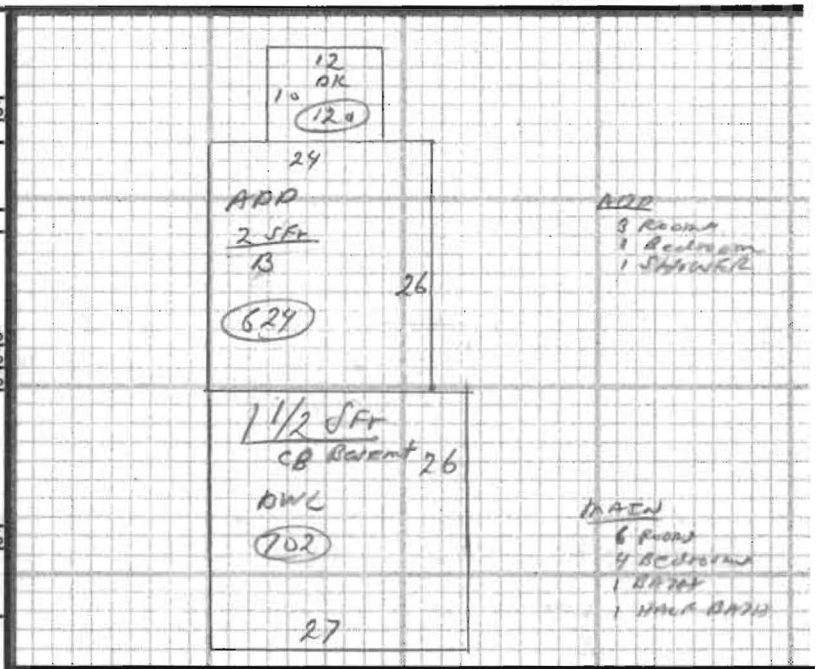 12
DK
10
120
24
ADD
2 SFr
B
26
624
ADD
3 Rooms
1 Bedroom
1 SHOWER
1 1/2 SFr
CB Basemt 26
DWL
702
27
MAIN
6 Rooms
4 Bedrooms
1 BATH
1 HALF BATH